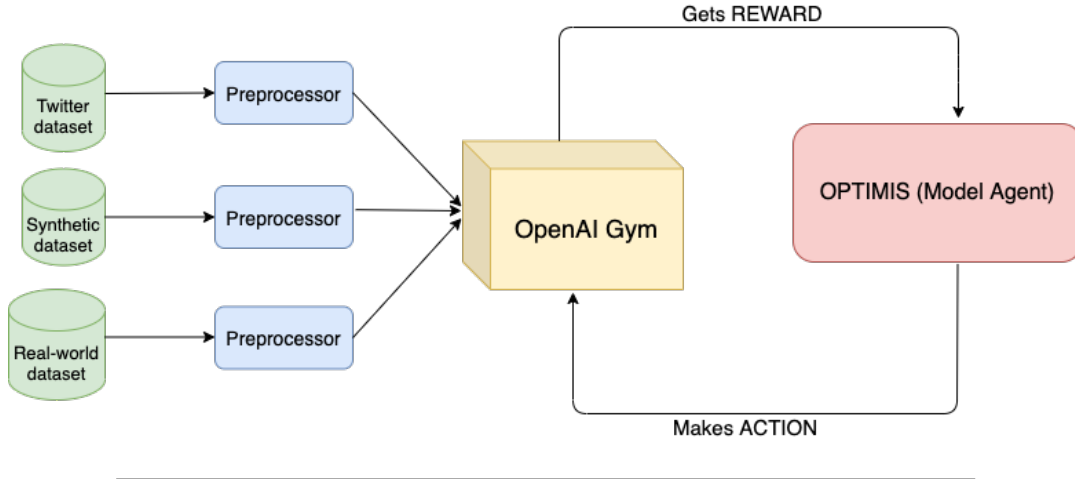 Gets REWARD
Twitter
dataset
Preprocessor
Synthetic
dataset
Preprocessor
Real-world
dataset
Preprocessor
OpenAI Gym
OPTIMIS (Model Agent)
Makes ACTION